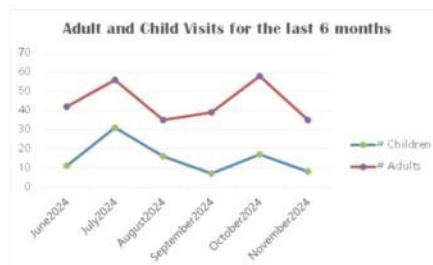 Adult and Child Visits for the last 6 months
70
60
50
40
30
20
10
0
June2024
July2024
August2024
September2024
October2024
November2024
# Children
# Adults